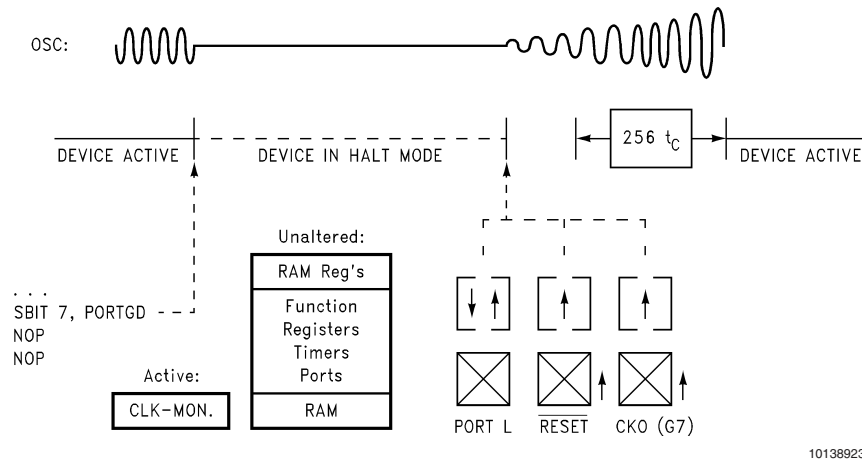 OSC:
256 tC
DEVICE ACTIVE
DEVICE IN HALT MODE
DEVICE ACTIVE
Unaltered:
RAM Reg's
Function
Registers
Timers
Ports
RAM
. . .
SBIT 7, PORTGD
NOP
NOP
Active:
CLK-MON.
PORT L
RESET
CKO (G7)
10138923